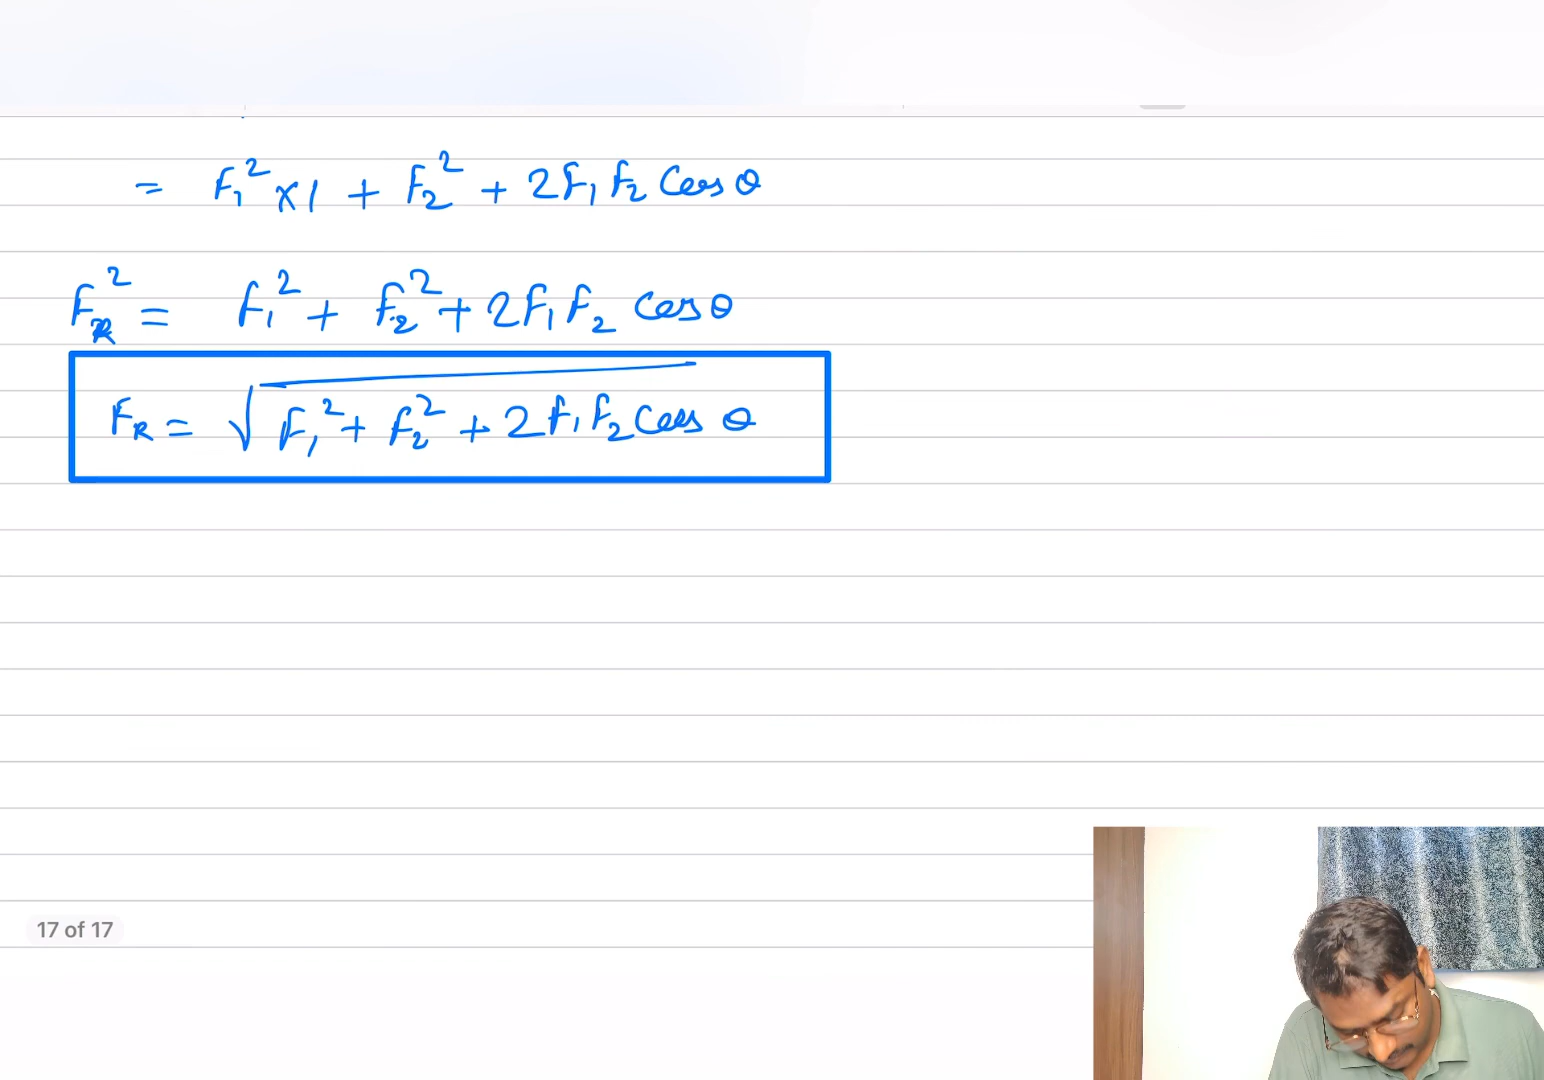 = F₁² × 1 + F₂² + 2F₁F₂ Cos θ
F_R² = F₁² + F₂² + 2F₁F₂ Cos θ
F_R = √(F₁² + F₂² + 2F₁F₂ Cos θ)
17 of 17